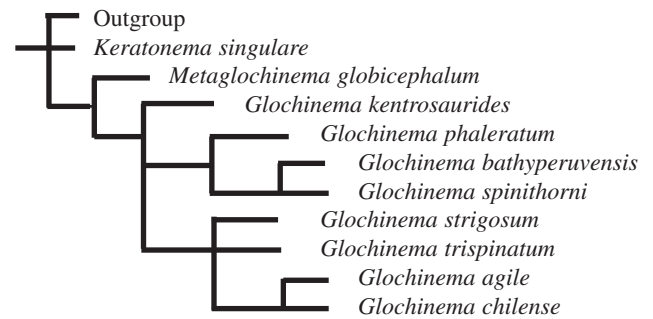 Outgroup
Keratonema singulare
Metaglochinema globicephalum
Glochinema kentrosaurides
Glochinema phaleratum
Glochinema bathyperuvensis
Glochinema spinithorni
Glochinema strigosum
Glochinema trispinatum
Glochinema agile
Glochinema chilense